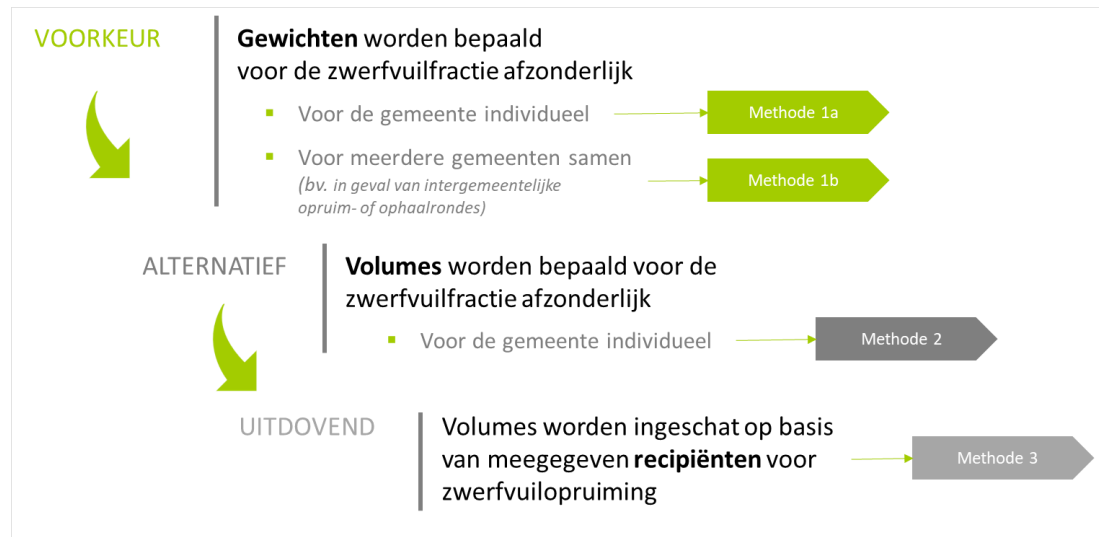 VOORKEUR
Gewichten worden bepaald
voor de zwerfvuilfractie afzonderlijk
▪ Voor de gemeente individueel
Methode 1a
▪ Voor meerdere gemeenten samen
(bv. in geval van intergemeentelijke
opruim- of ophaalrondes)
Methode 1b
ALTERNATIEF
Volumes worden bepaald voor de
zwerfvuilfractie afzonderlijk
▪ Voor de gemeente individueel
Methode 2
UITDOVEND
Volumes worden ingeschat op basis
van meegegeven recipiënten voor
zwerfvuilopruiming
Methode 3